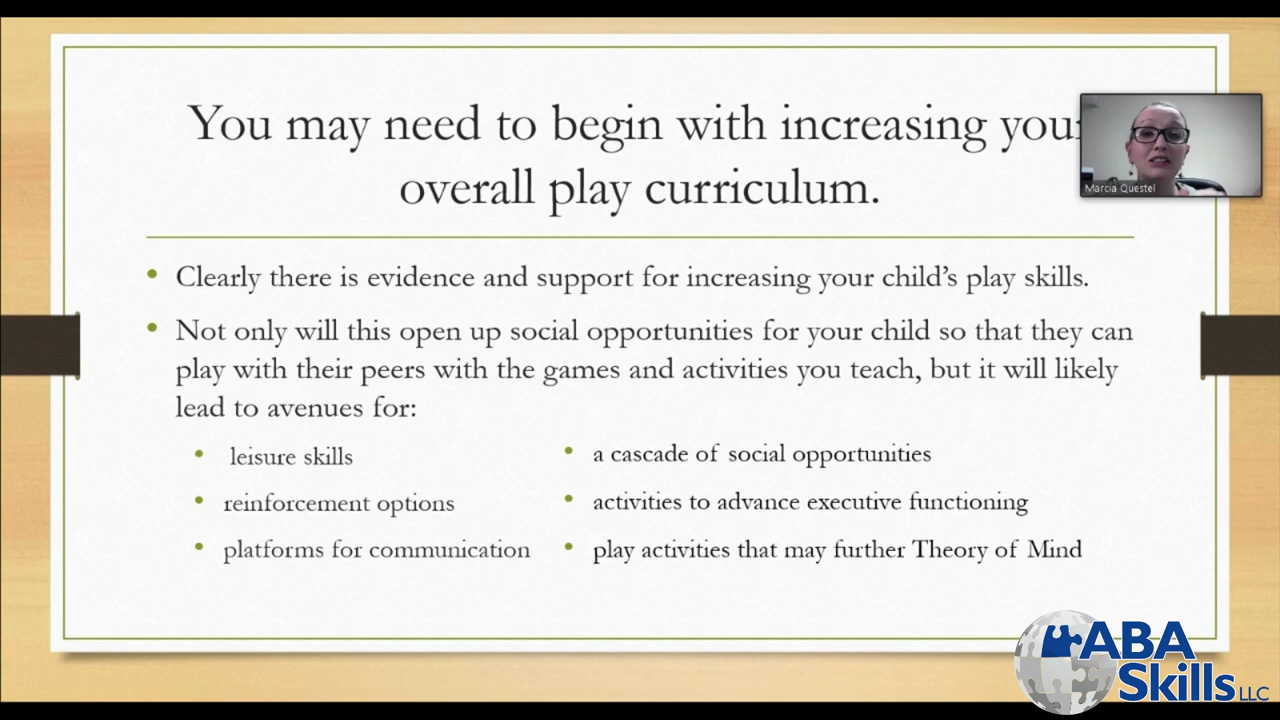 You may need to begin with increasing your
overall play curriculum.
Marcia Questel
• Clearly there is evidence and support for increasing your child's play skills.
• Not only will this open up social opportunities for your child so that they can
play with their peers with the games and activities you teach, but it will likely
lead to avenues for:
• leisure skills
• reinforcement options
• platforms for communication
• a cascade of social opportunities
• activities to advance executive functioning
• play activities that may further Theory of Mind
ABA
Skills LLC